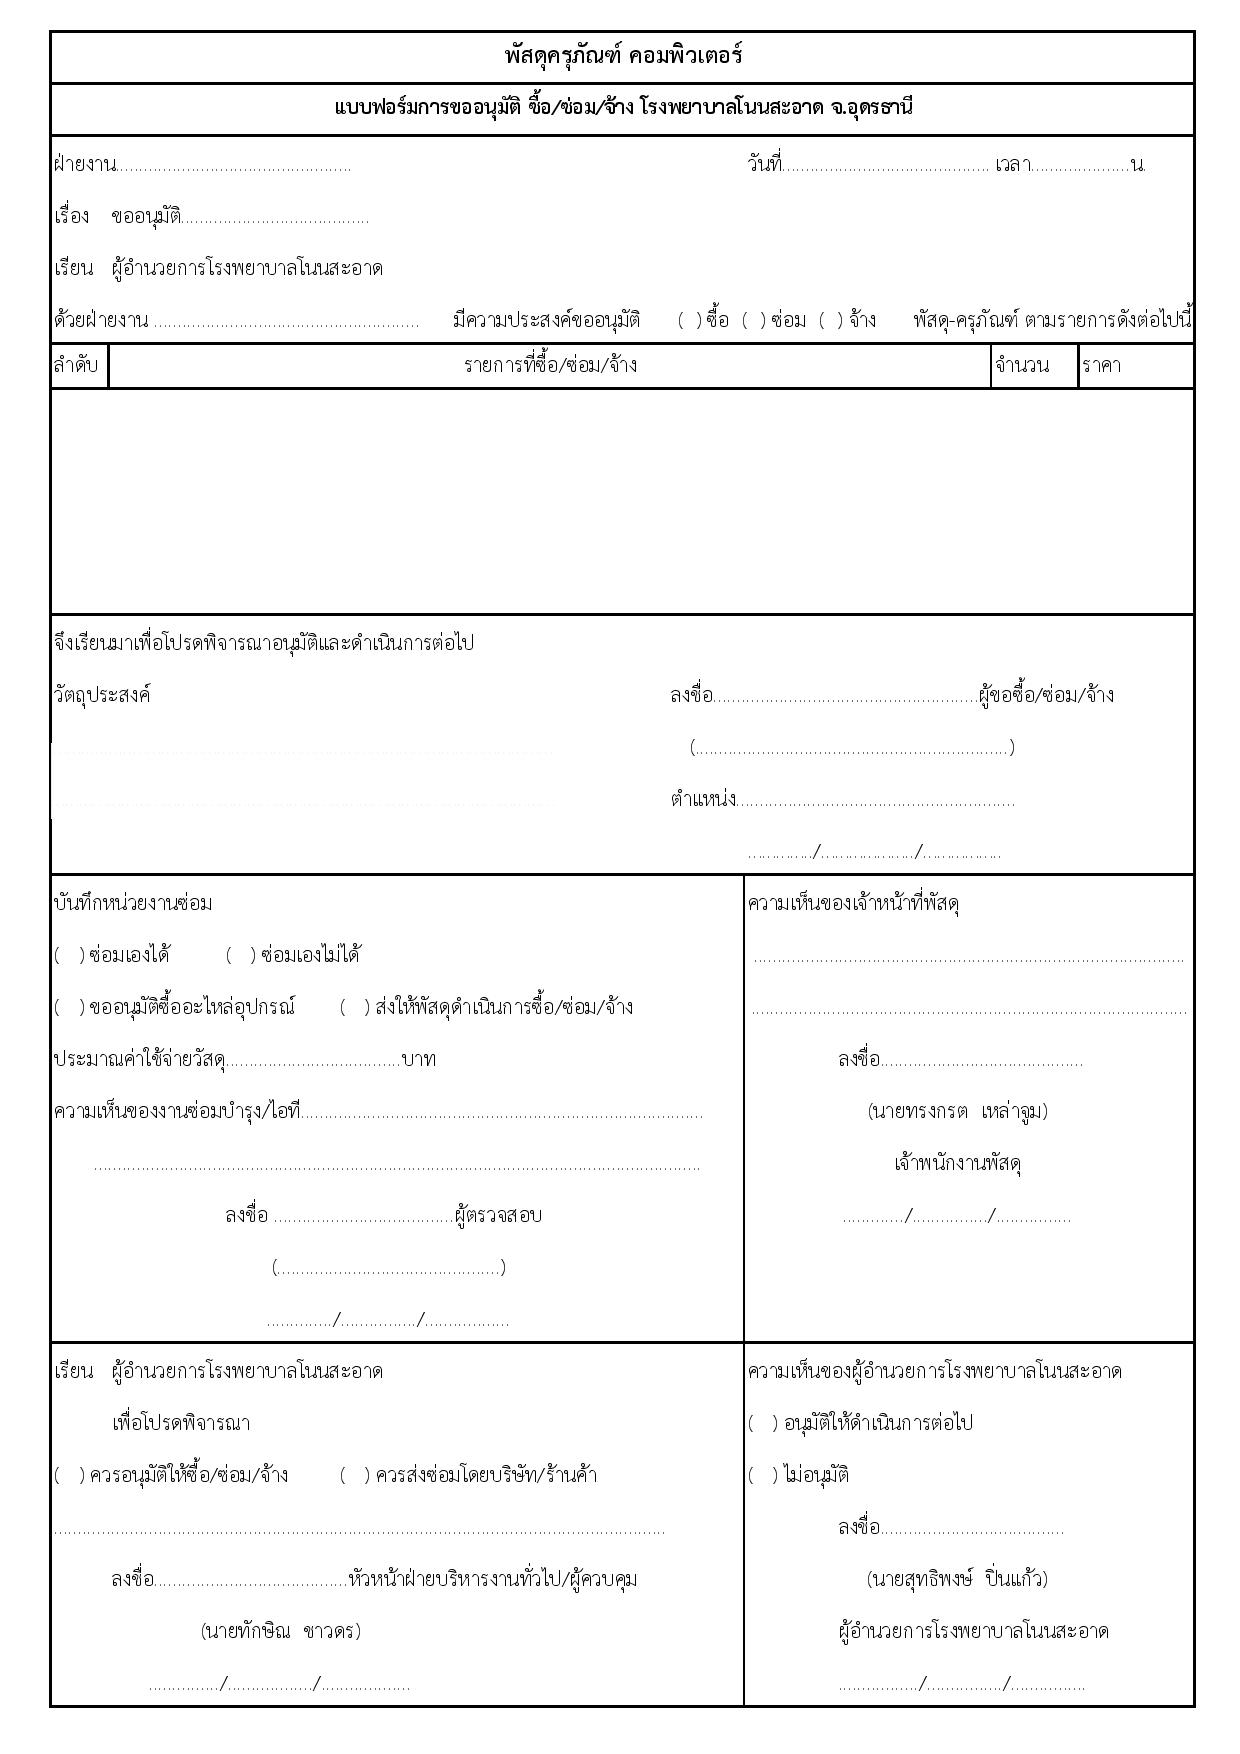 พัสดุครุภัณฑ์ คอมพิวเตอร์
แบบฟอร์มการขออนุมัติ ซื้อ/ซ่อม/จ้าง โรงพยาบาลโนนสะอาด จ.อุดรธานี
ฝ่ายงาน.................................................. วันที่............................................ เวลา.....................น.
เรื่อง ขออนุมัติ........................................
เรียน ผู้อำนวยการโรงพยาบาลโนนสะอาด
ด้วยฝ่ายงาน ........................................................ มีความประสงค์ขออนุมัติ ( ) ซื้อ ( ) ซ่อม ( ) จ้าง พัสดุ-ครุภัณฑ์ ตามรายการดังต่อไปนี้
ลำดับ รายการที่ซื้อ/ซ่อม/จ้าง จำนวน ราคา
จึงเรียนมาเพื่อโปรดพิจารณาอนุมัติและดำเนินการต่อไป
วัตถุประสงค์ ลงชื่อ........................................................ผู้ขอซื้อ/ซ่อม/จ้าง
(..................................................................)
ตำแหน่ง...........................................................
............../..................../.................
บันทึกหน่วยงานซ่อม
( ) ซ่อมเองได้ ( ) ซ่อมเองไม่ได้
( ) ขออนุมัติซื้ออะไหล่อุปกรณ์ ( ) ส่งให้พัสดุดำเนินการซื้อ/ซ่อม/จ้าง
ประมาณค่าใช้จ่ายวัสดุ.....................................บาท
ความเห็นของงานซ่อมบำรุง/ไอที.....................................................................................
................................................................................................................................
ลงชื่อ ......................................ผู้ตรวจสอบ
(...............................................)
............../................/..................
ความเห็นของเจ้าหน้าที่พัสดุ
...........................................................................................
............................................................................................
ลงชื่อ...........................................
(นายทรงกรต เหล่าจูม)
เจ้าพนักงานพัสดุ
............./................/................
เรียน ผู้อำนวยการโรงพยาบาลโนนสะอาด
เพื่อโปรดพิจารณา
( ) ควรอนุมัติให้ซื้อ/ซ่อม/จ้าง ( ) ควรส่งซ่อมโดยบริษัท/ร้านค้า
.................................................................................................................................
ลงชื่อ.........................................หัวหน้าฝ่ายบริหารงานทั่วไป/ผู้ควบคุม
(นายทักษิณ ชาวดร)
.............../................../...................
ความเห็นของผู้อำนวยการโรงพยาบาลโนนสะอาด
( ) อนุมัติให้ดำเนินการต่อไป
( ) ไม่อนุมัติ
ลงชื่อ.......................................
(นายสุทธิพงษ์ ปิ่นแก้ว)
ผู้อำนวยการโรงพยาบาลโนนสะอาด
................./................/................